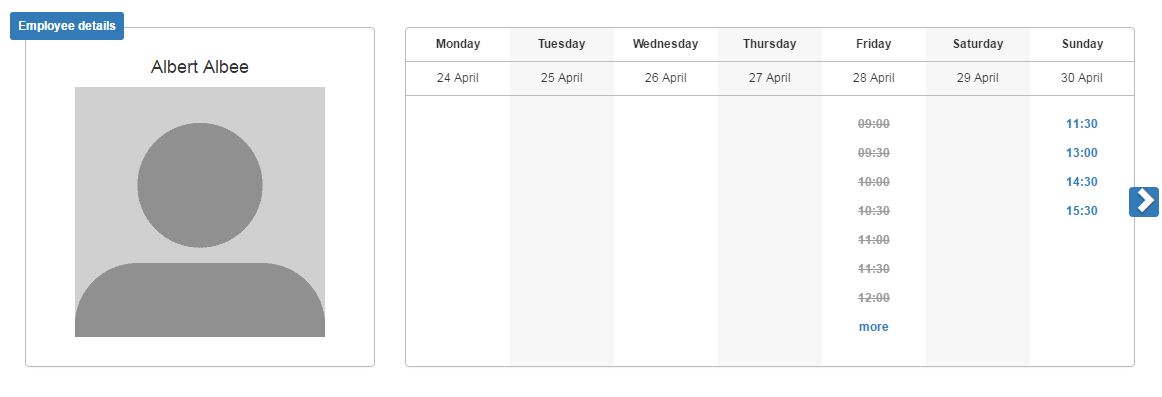 Employee details
Albert Albee
Monday Tuesday Wednesday Thursday Friday Saturday Sunday
24 April 25 April 26 April 27 April 28 April 29 April 30 April
09:00 11:30
09:30 13:00
10:00 14:30
10:30 15:30
11:00
11:30
12:00
more